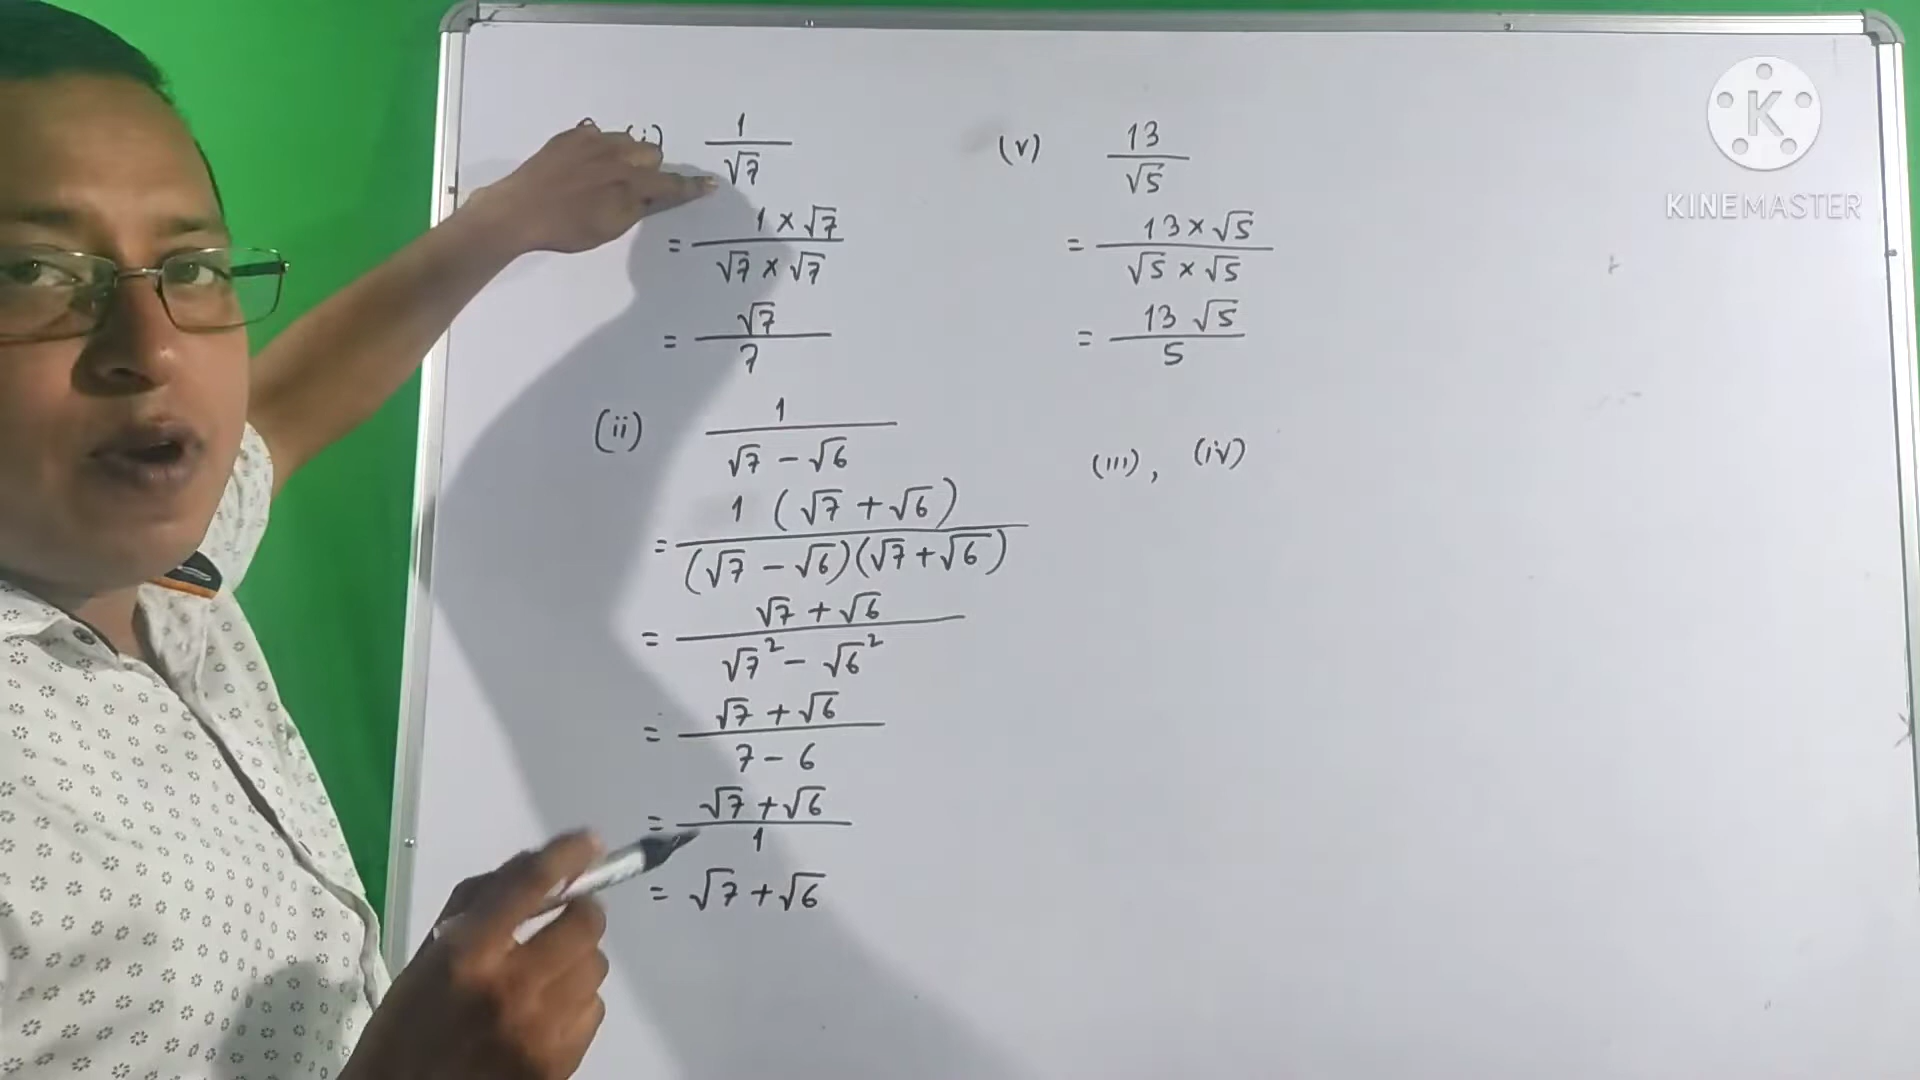 (i) 1/√7
= 1 × √7 / √7 × √7
= √7 / 7
(ii) 1 / √7 − √6
= 1 (√7 + √6) / (√7 − √6)(√7 + √6)
= √7 + √6 / √7² − √6²
= √7 + √6 / 7 − 6
= √7 + √6 / 1
= √7 + √6
(v) 13/√5
= 13 × √5 / √5 × √5
= 13 √5 / 5
(iii), (iv)
K
KINEMASTER